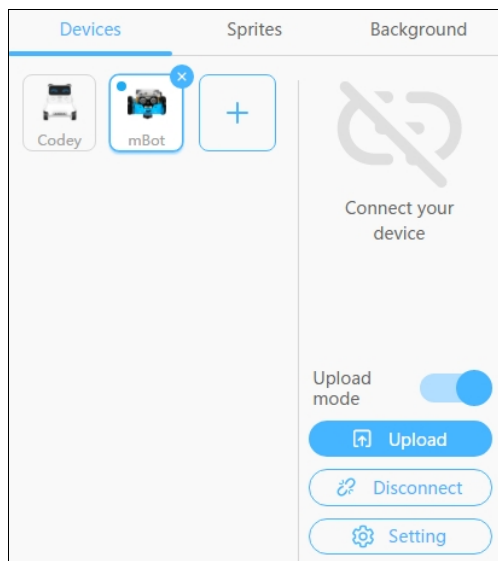 Devices Sprites Background
Codey mBot
Connect your
device
Upload
mode
Upload
Disconnect
Setting